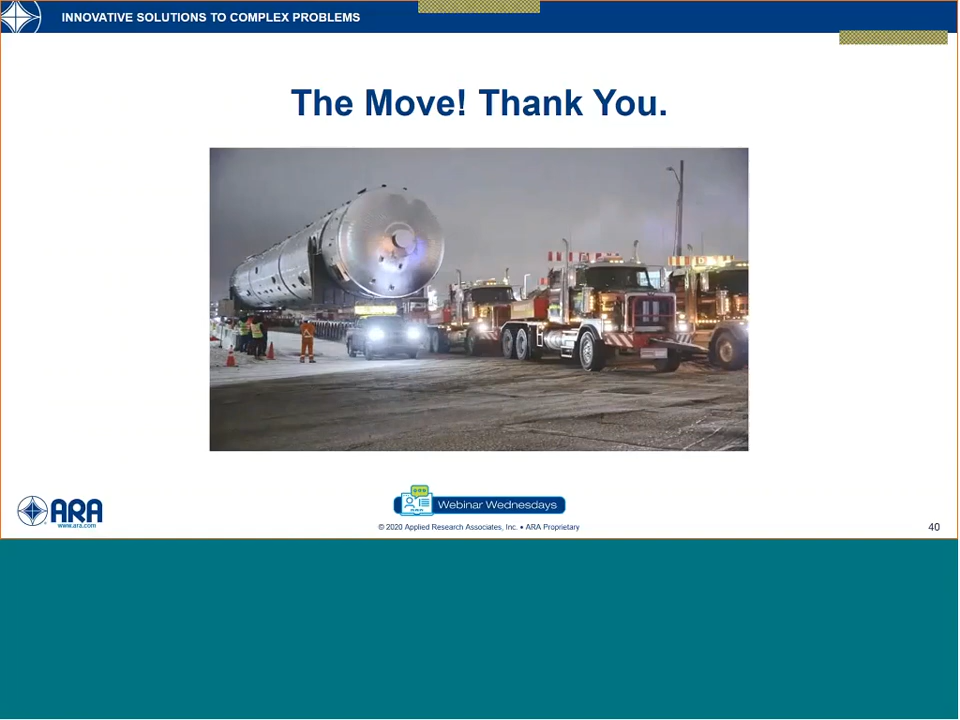 INNOVATIVE SOLUTIONS TO COMPLEX PROBLEMS
The Move! Thank You.
ARA
www.ara.com
Webinar Wednesdays
© 2020 Applied Research Associates, Inc. • ARA Proprietary
40